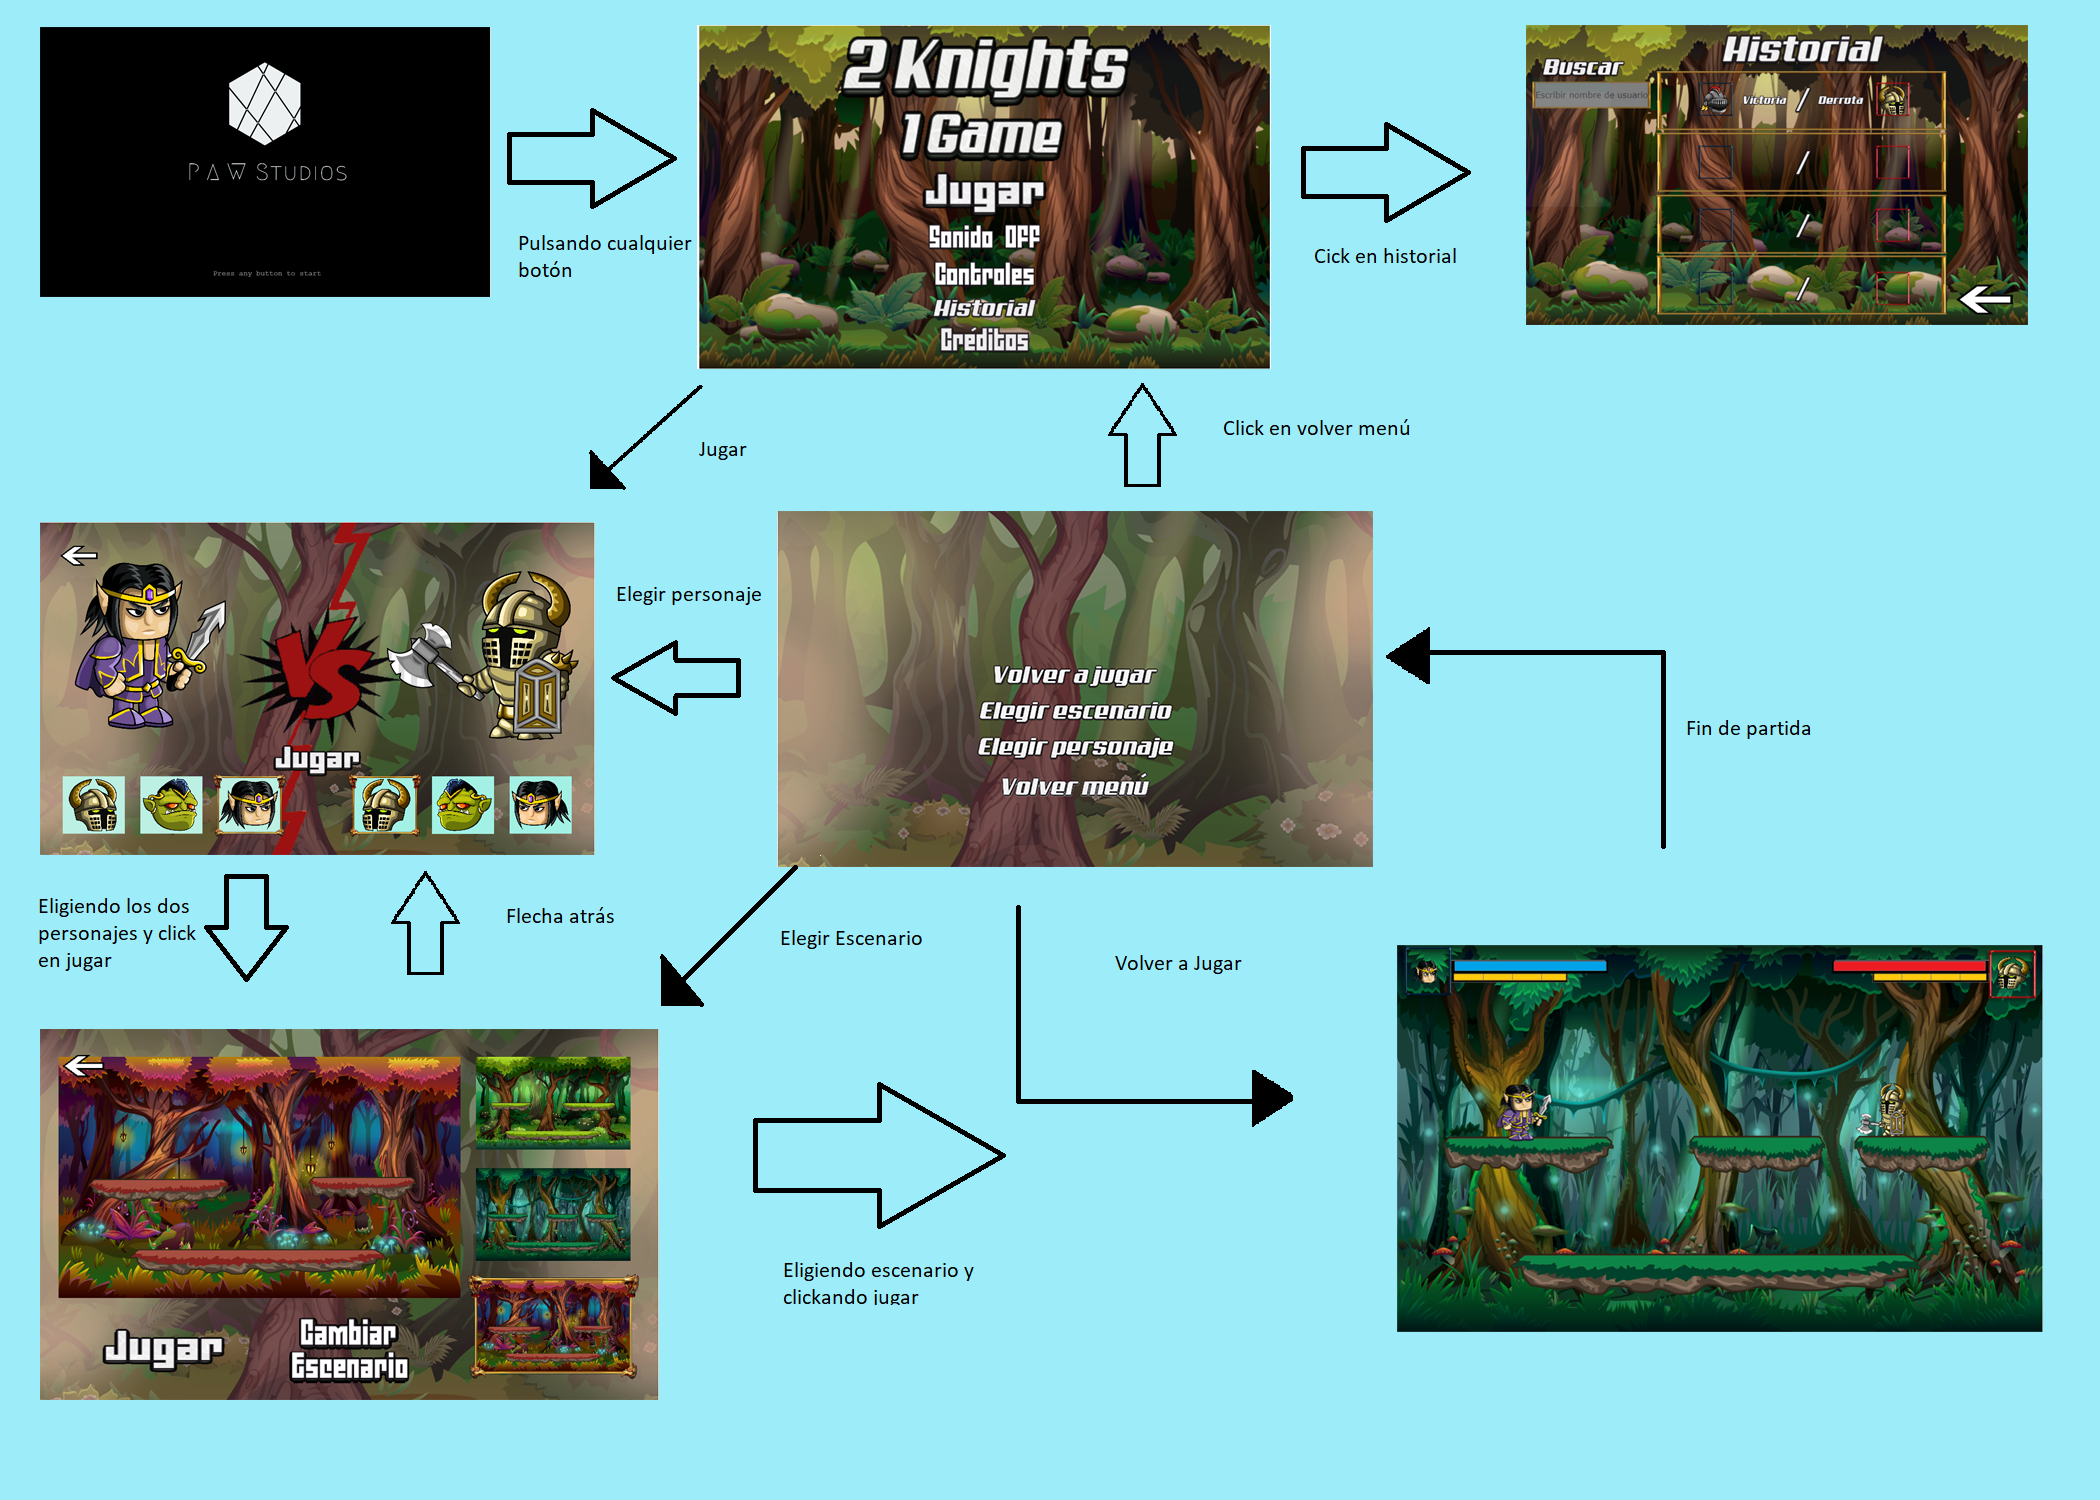 PAW STUDIOS
Press any button to start
Pulsando cualquier
botón
2 Knights
1 Game
Jugar
Sonido OFF
Controles
Historial
Créditos
Cick en historial
Historial
Buscar
Escribir nombre de usuario
Victoria / Derrota
/
/
/
Jugar
Click en volver menú
VS
Jugar
Elegir personaje
Volver a jugar
Elegir escenario
Elegir personaje
Volver menú
Fin de partida
Eligiendo los dos
personajes y click
en jugar
Flecha atrás
Elegir Escenario
Volver a Jugar
Jugar
Cambiar
Escenario
Eligiendo escenario y
clickando jugar